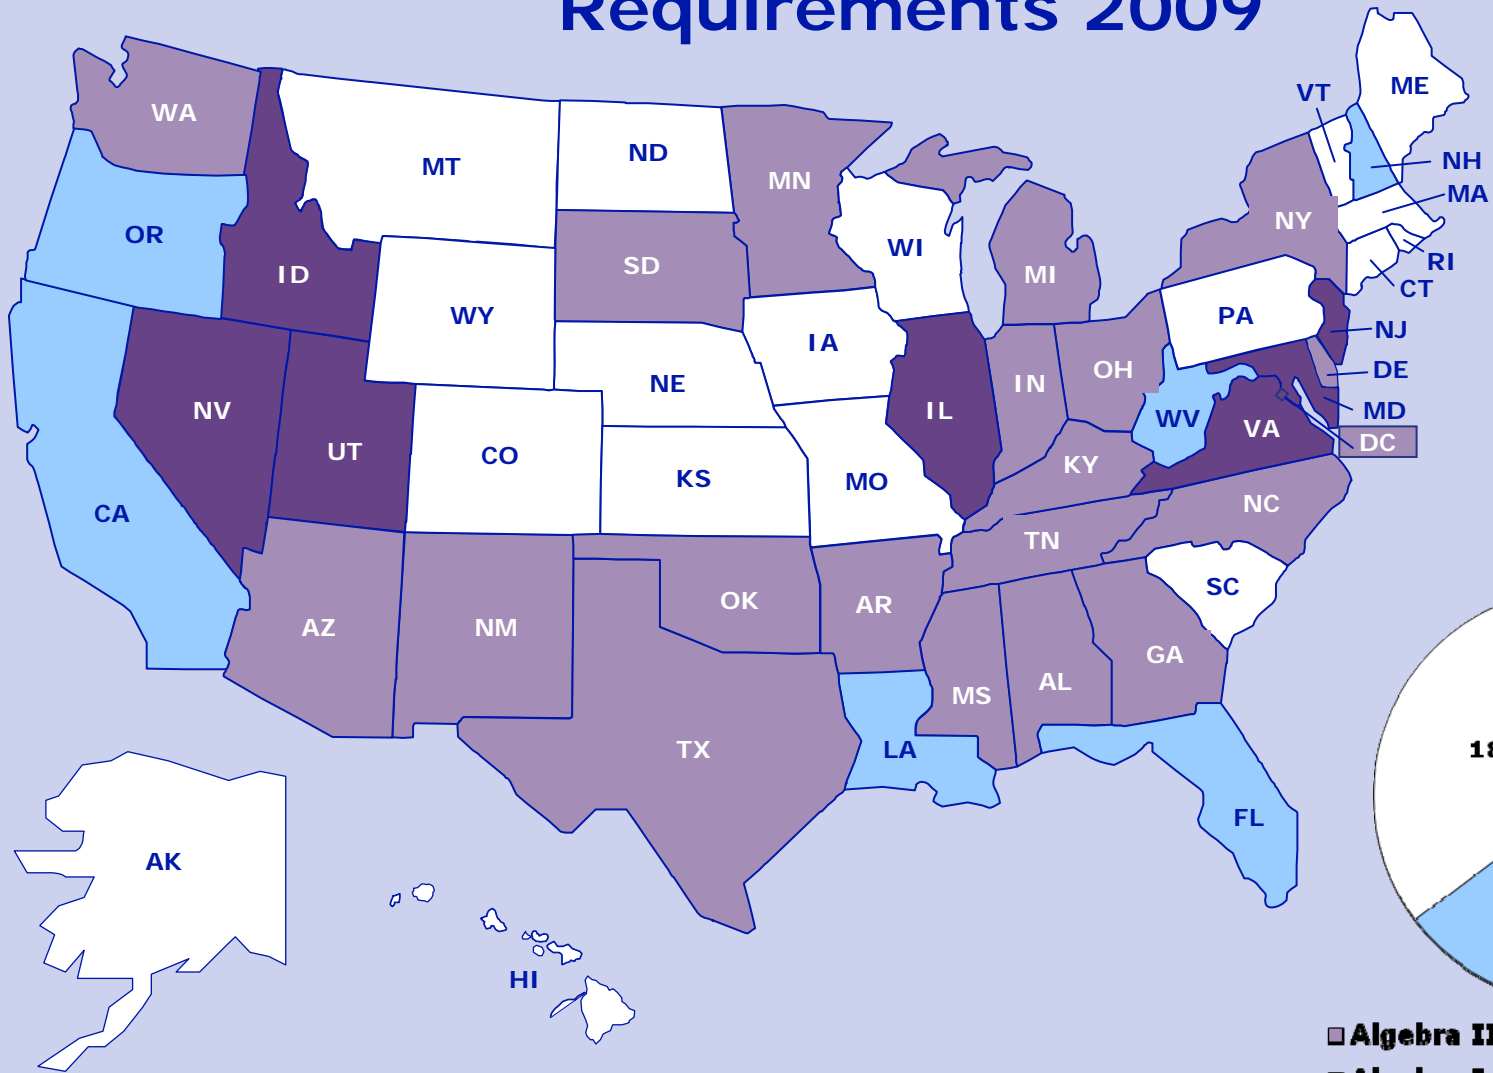 Requirements 2009
ME
VT
WA
ND
MT
NH
MN
MA
NY
OR
WI
RI
SD
ID
MI
CT
WY
PA
NJ
IA
OH
DE
NE
IN
NV
IL
MD
WV
VA
DC
UT
CO
KY
KS
MO
NC
CA
TN
SC
OK
AR
AZ
NM
GA
AL
MS
TX
LA
18
FL
AK
HI
Algebra II